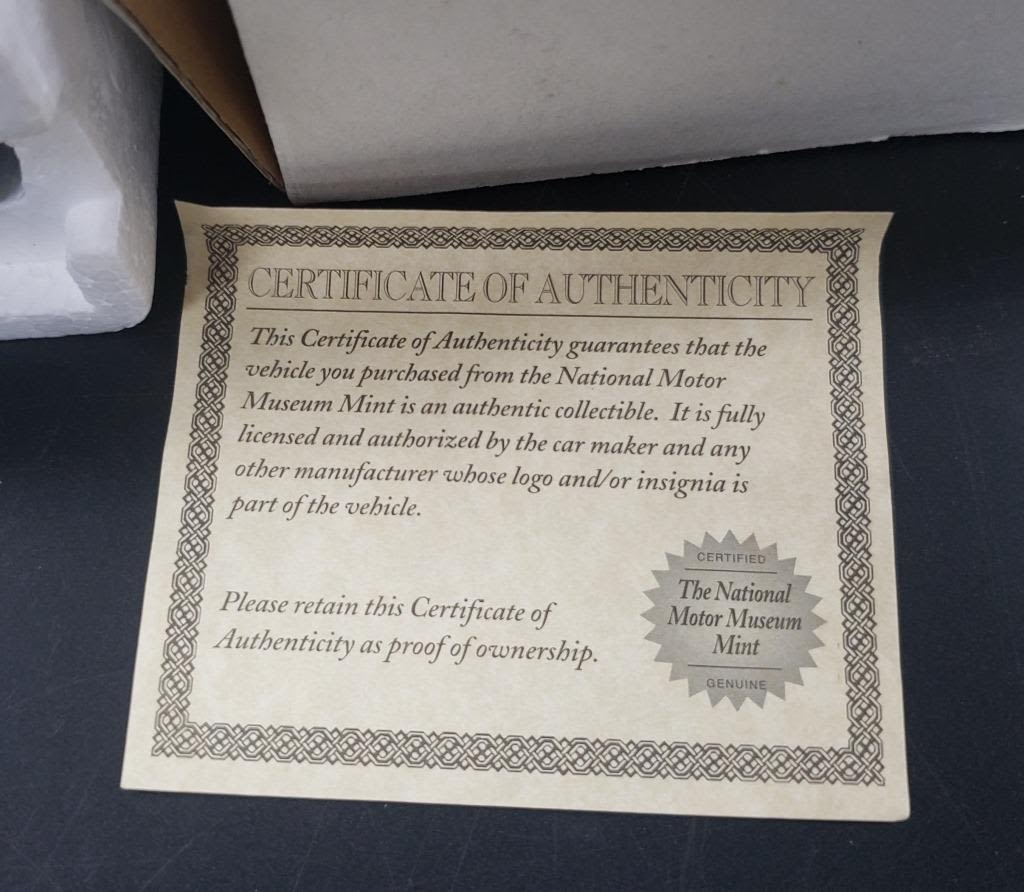 CERTIFICATE OF AUTHENTICITY
This Certificate of Authenticity guarantees that the
vehicle you purchased from the National Motor
Museum Mint is an authentic collectible. It is fully
licensed and authorized by the car maker and any
other manufacturer whose logo and/or insignia is
part of the vehicle.
Please retain this Certificate of
Authenticity as proof of ownership.
CERTIFIED
The National
Motor Museum
Mint
GENUINE